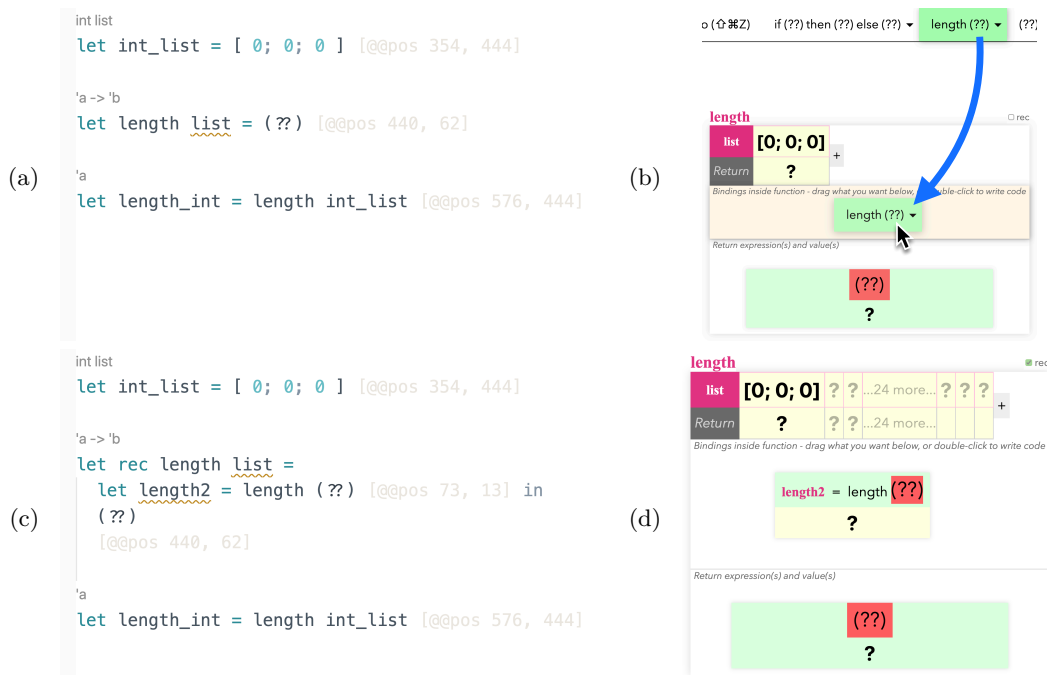 (a)
int list
let int_list = [ 0; 0; 0 ] [@@pos 354, 444]
'a -> 'b
let length list = (??) [@@pos 440, 62]
'a
let length_int = length int_list [@@pos 576, 444]
(b)
o (⇧⌘Z) if (??) then (??) else (??) ▾ length (??) ▾ (??)
length rec
list [0; 0; 0] +
Return ?
Bindings inside function - drag what you want below, or double-click to write code
length (??) ▾
Return expression(s) and value(s)
(??)
?
(c)
int list
let int_list = [ 0; 0; 0 ] [@@pos 354, 444]
'a -> 'b
let rec length list =
let length2 = length (??) [@@pos 73, 13] in
(??)
[@@pos 440, 62]
'a
let length_int = length int_list [@@pos 576, 444]
(d)
length rec
list [0; 0; 0] ? ? ...24 more... ? ? ? +
Return ? ? ? ...24 more...
Bindings inside function - drag what you want below, or double-click to write code
length2 = length (??)
?
Return expression(s) and value(s)
(??)
?